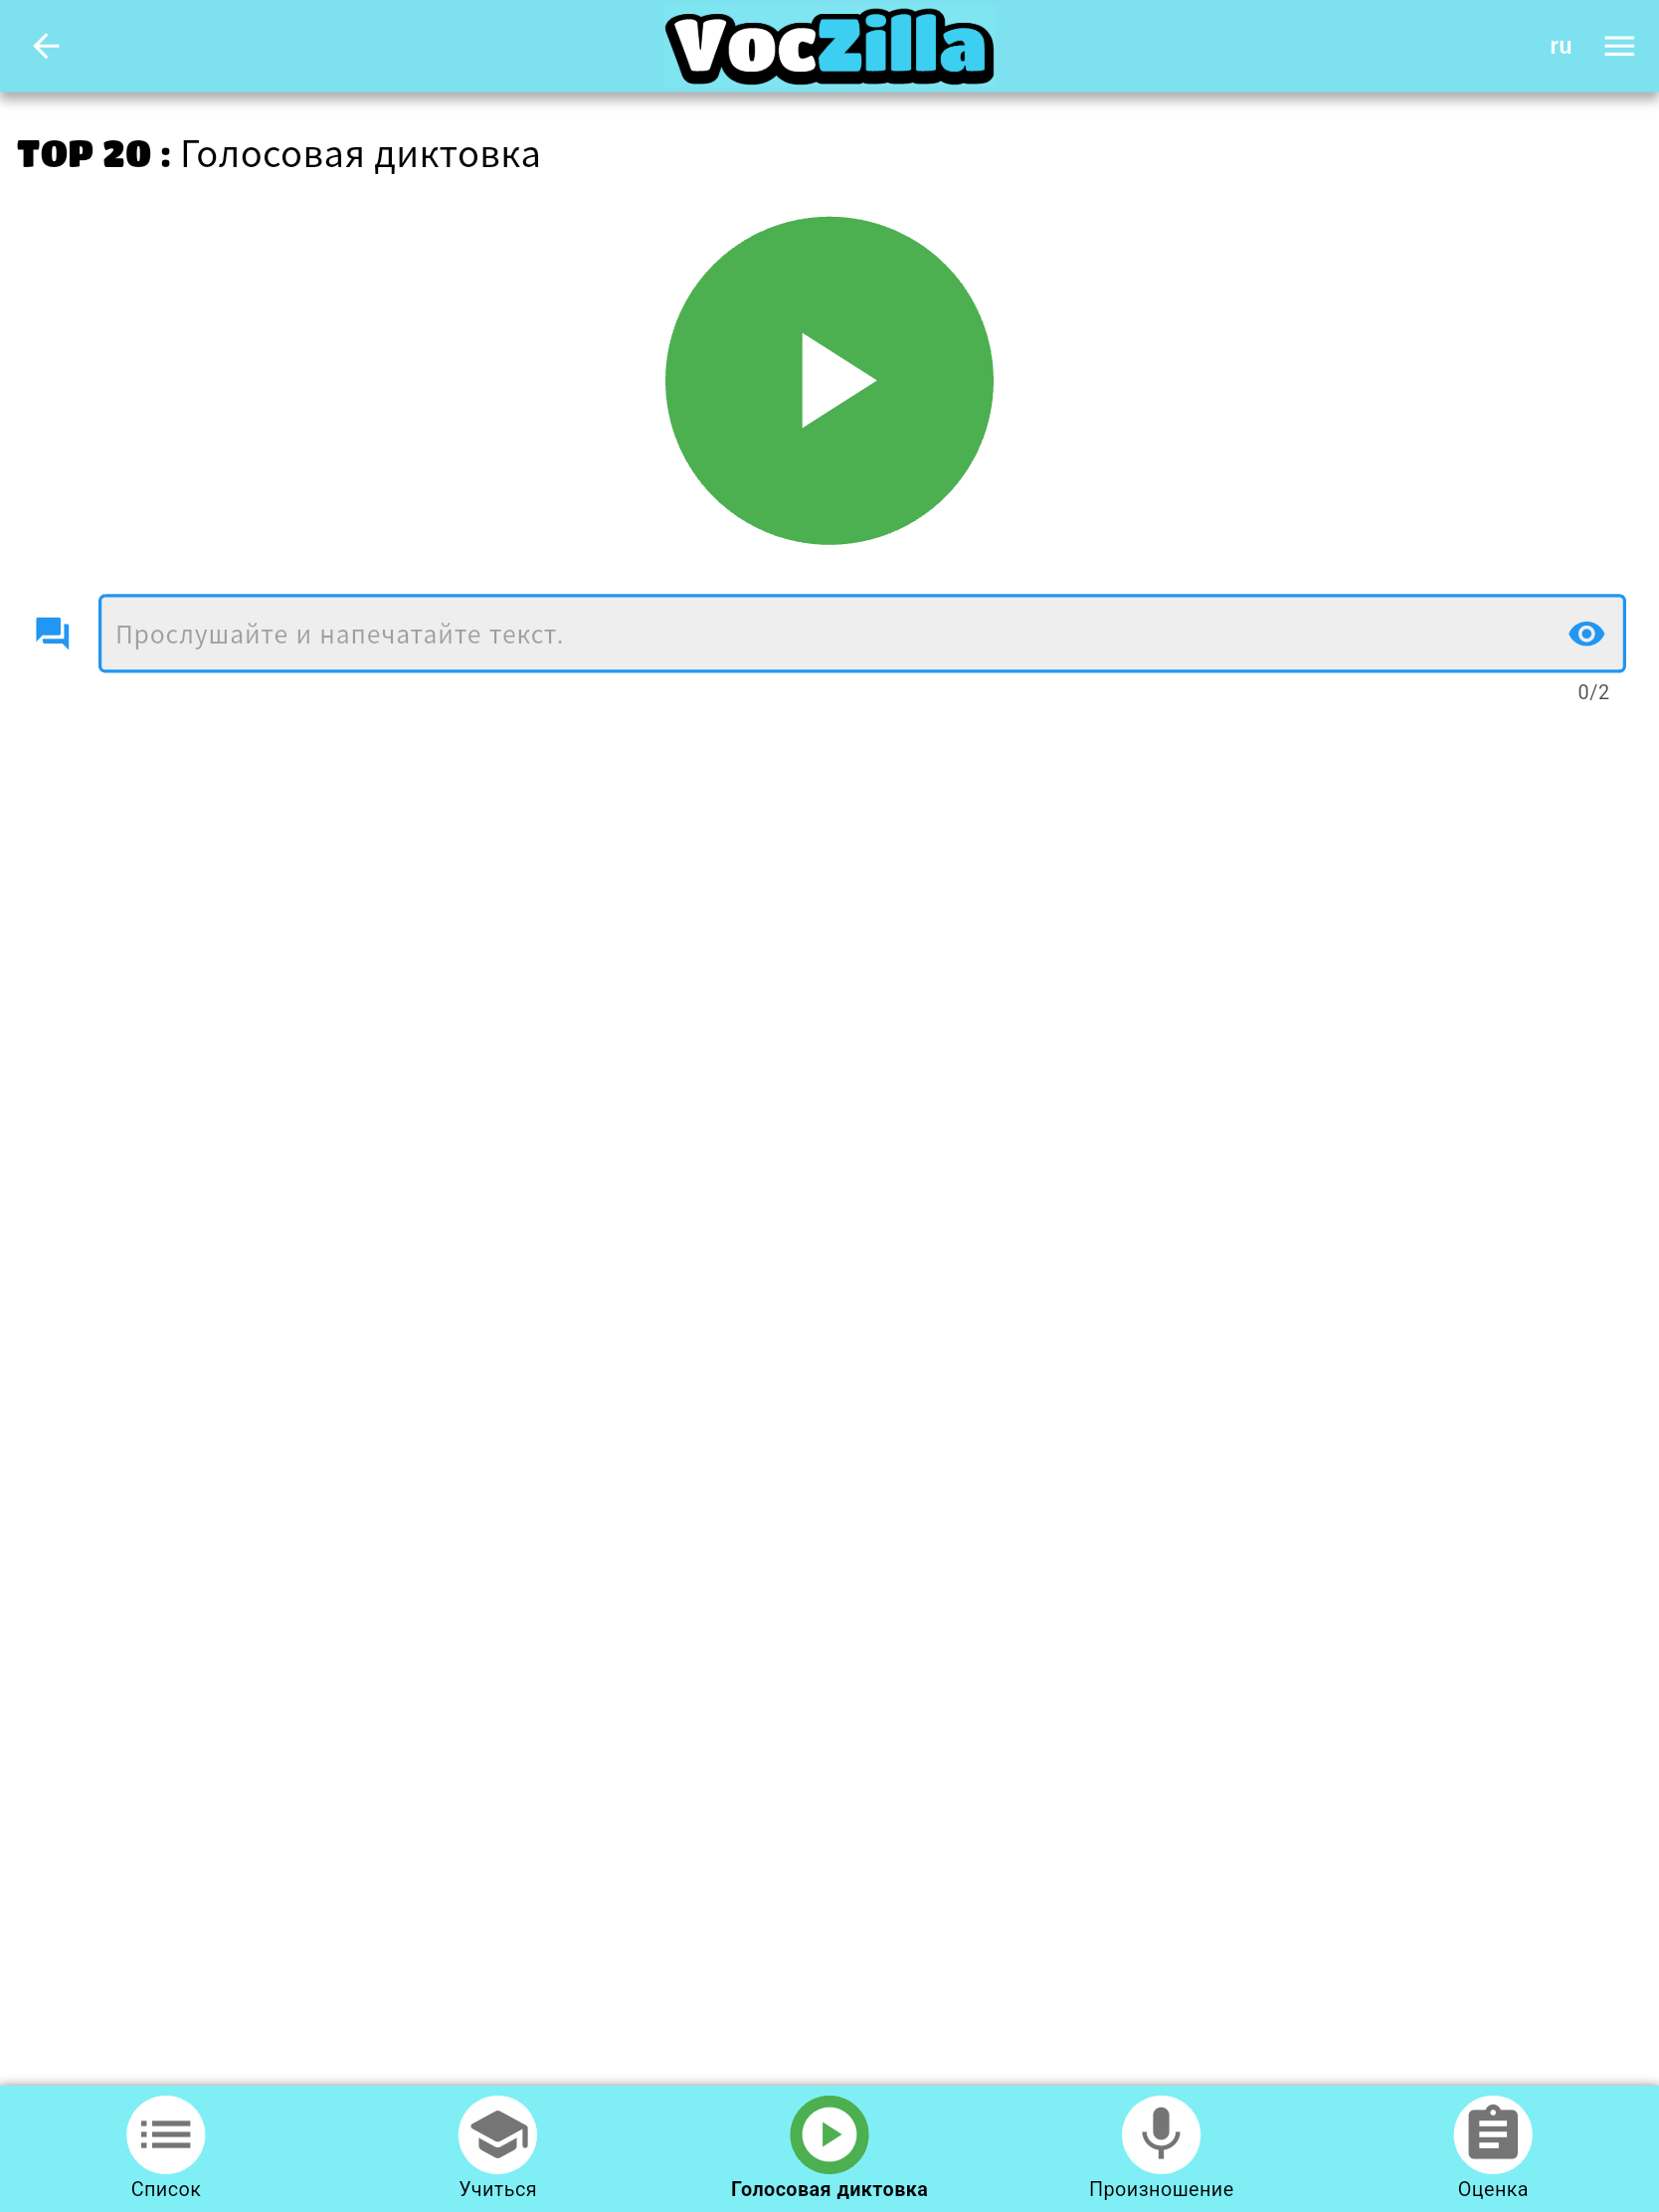 VocZilla
ru
TOP 20 : Голосовая диктовка
Прослушайте и напечатайте текст.
0/2
Список
Учиться
Голосовая диктовка
Произношение
Оценка